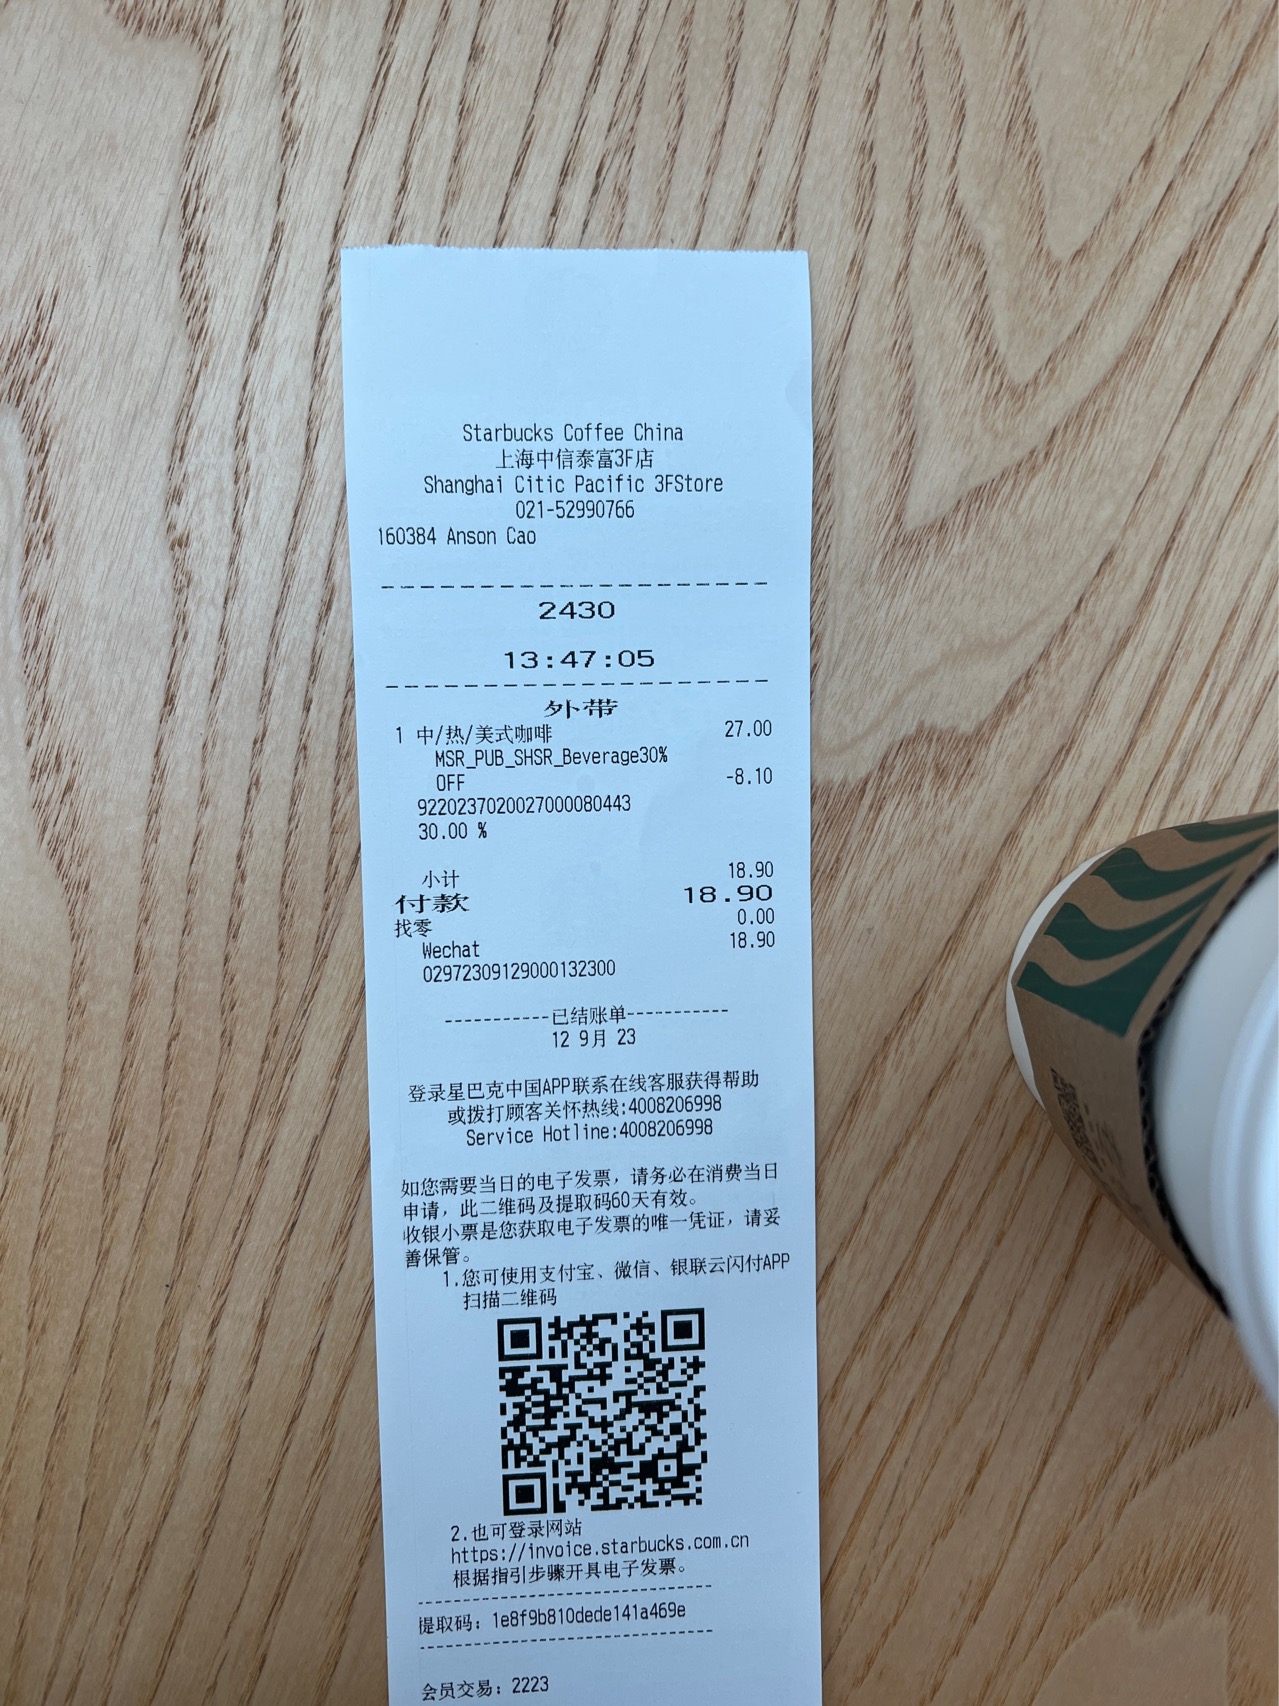 Starbucks Coffee China
上海中信泰富3F店
Shanghai Citic Pacific 3FStore
021-52990766
160384 Anson Cao
2430
13:47:05
外带
1 中/热/美式咖啡 27.00
MSR_PUB_SHSR_Beverage30%
OFF -8.10
9220237020027000080443
30.00 %
小计 18.90
付款 18.90
找零 0.00
Wechat 18.90
02972309129000132300
-----------已结账单-----------
12 9月 23
登录星巴克中国APP联系在线客服获得帮助
或拨打顾客关怀热线:4008206998
Service Hotline:4008206998
如您需要当日的电子发票，请务必在消费当日
申请，此二维码及提取码60天有效。
收银小票是您获取电子发票的唯一凭证，请妥
善保管。
1.您可使用支付宝、微信、银联云闪付APP
扫描二维码
2.也可登录网站
https://invoice.starbucks.com.cn
根据指引步骤开具电子发票。
提取码：1e8f9b810dede141a469e
会员交易：2223